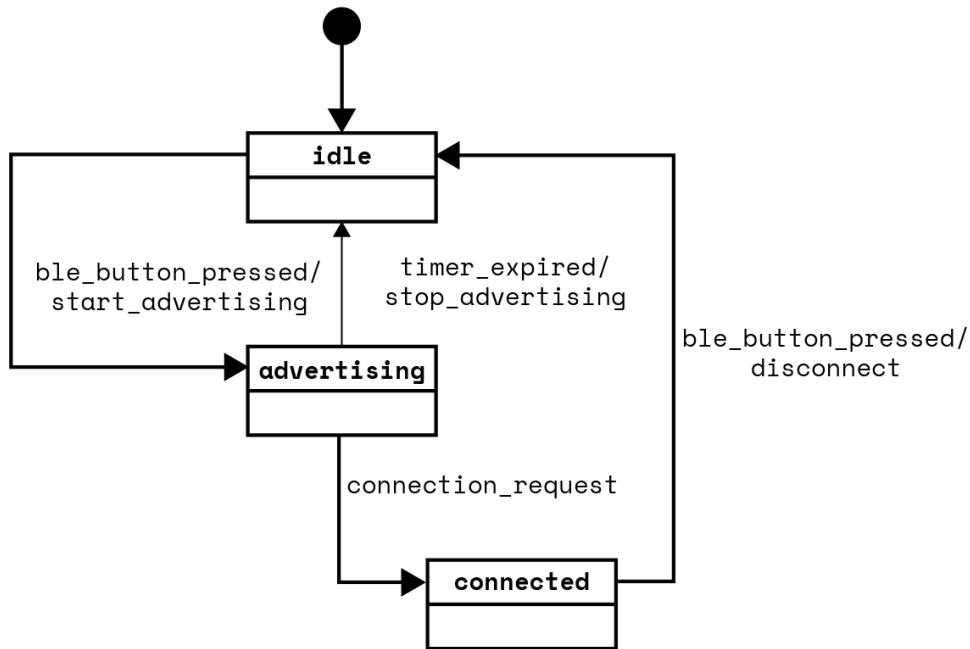 idle
ble_button_pressed/
start_advertising
timer_expired/
stop_advertising
ble_button_pressed/
disconnect
advertising
connection_request
connected